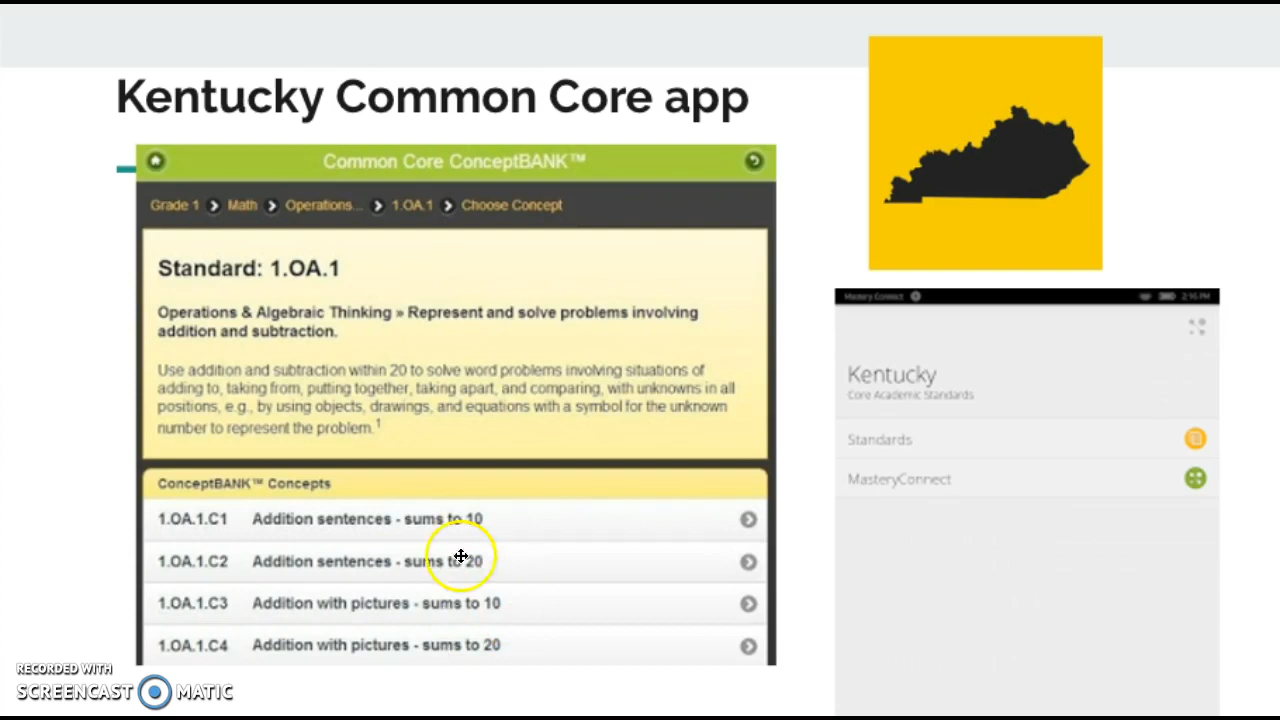 Kentucky Common Core app
Common Core ConceptBANK™
Grade 1 Math Operations... 1.OA.1 Choose Concept
Standard: 1.OA.1
Operations & Algebraic Thinking » Represent and solve problems involving
addition and subtraction.
Use addition and subtraction within 20 to solve word problems involving situations of
adding to, taking from, putting together, taking apart, and comparing, with unknowns in all
positions, e.g., by using objects, drawings, and equations with a symbol for the unknown
number to represent the problem.1
ConceptBANK™ Concepts
1.OA.1.C1 Addition sentences - sums to 10
1.OA.1.C2 Addition sentences - sums to 20
1.OA.1.C3 Addition with pictures - sums to 10
1.OA.1.C4 Addition with pictures - sums to 20
Mastery Connect 2:16 PM
Kentucky
Core Academic Standards
Standards
MasteryConnect
RECORDED WITH
SCREENCAST MATIC